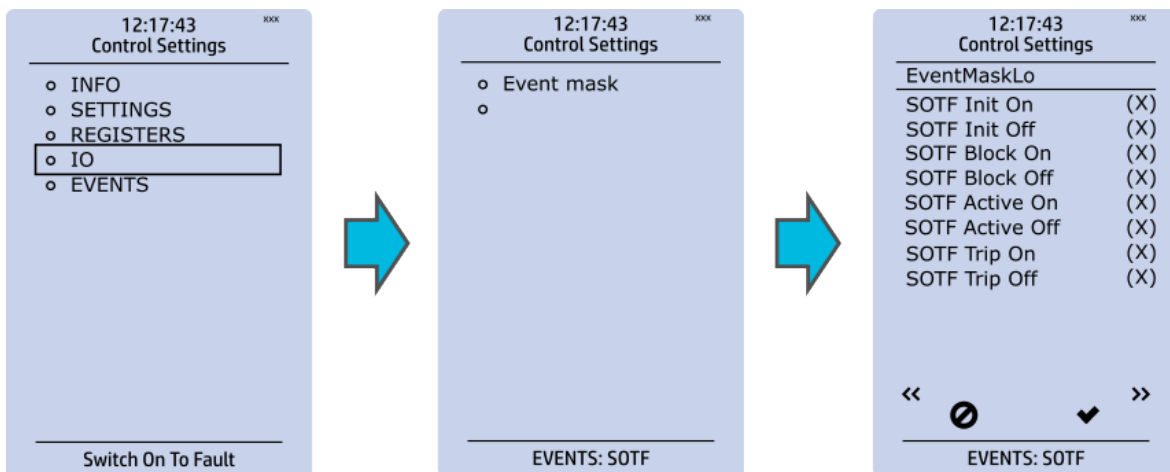 12:17:43 xxx
Control Settings
INFO
SETTINGS
REGISTERS
IO
EVENTS
Switch On To Fault
12:17:43 xxx
Control Settings
Event mask
EVENTS: SOTF
12:17:43 xxx
Control Settings
EventMaskLo
SOTF Init On (X)
SOTF Init Off (X)
SOTF Block On (X)
SOTF Block Off (X)
SOTF Active On (X)
SOTF Active Off (X)
SOTF Trip On (X)
SOTF Trip Off (X)
<< >>
EVENTS: SOTF